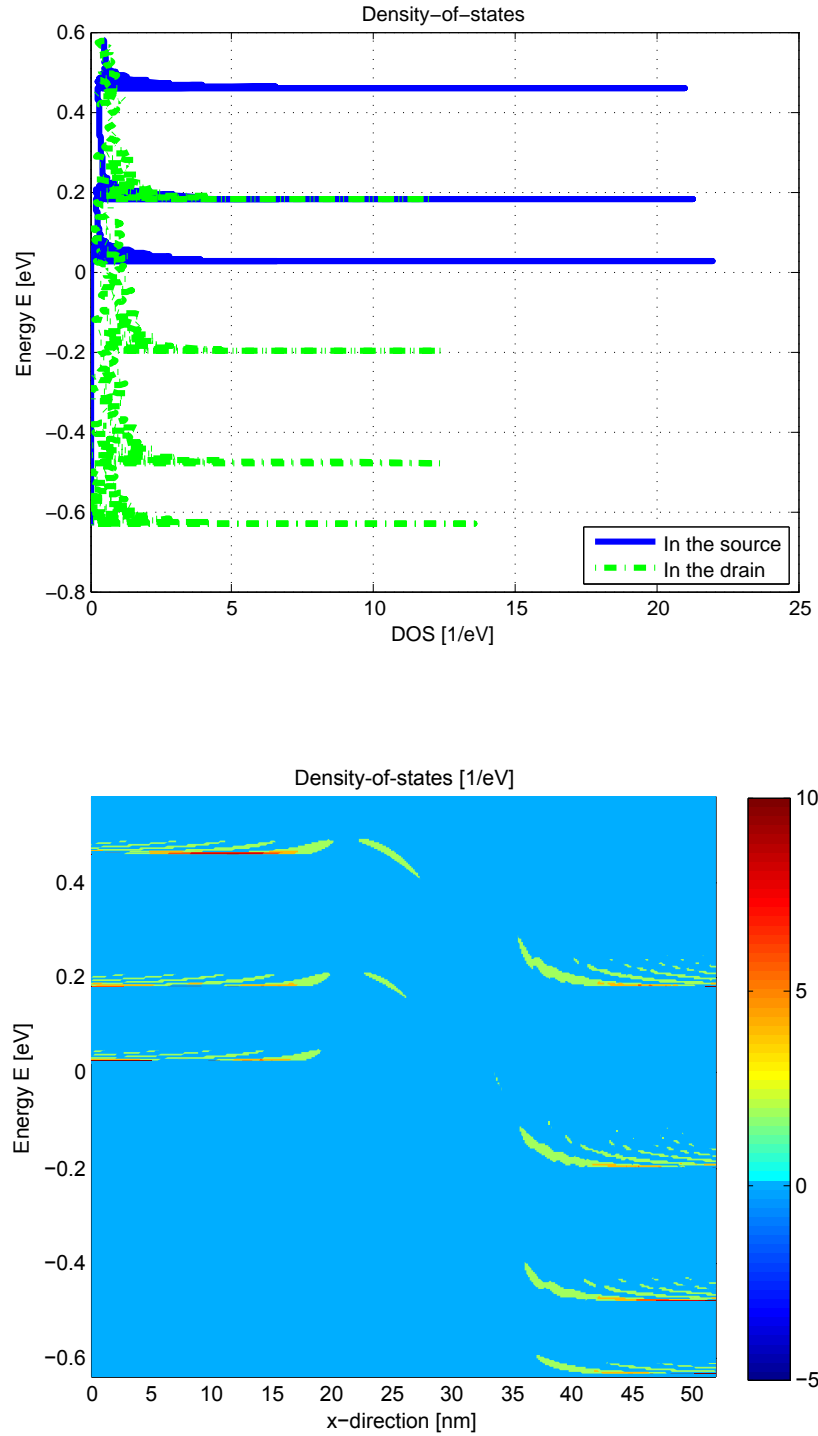 Density−of−states
0.6
0.4
0.2
0
−0.2
−0.4
−0.6
−0.8
Energy E [eV]
In the source
In the drain
0 5 10 15 20 25
DOS [1/eV]
Density-of-states [1/eV]
0.4
0.2
0
−0.2
−0.4
−0.6
Energy E [eV]
0 5 10 15 20 25 30 35 40 45 50
x−direction [nm]
10
5
0
−5